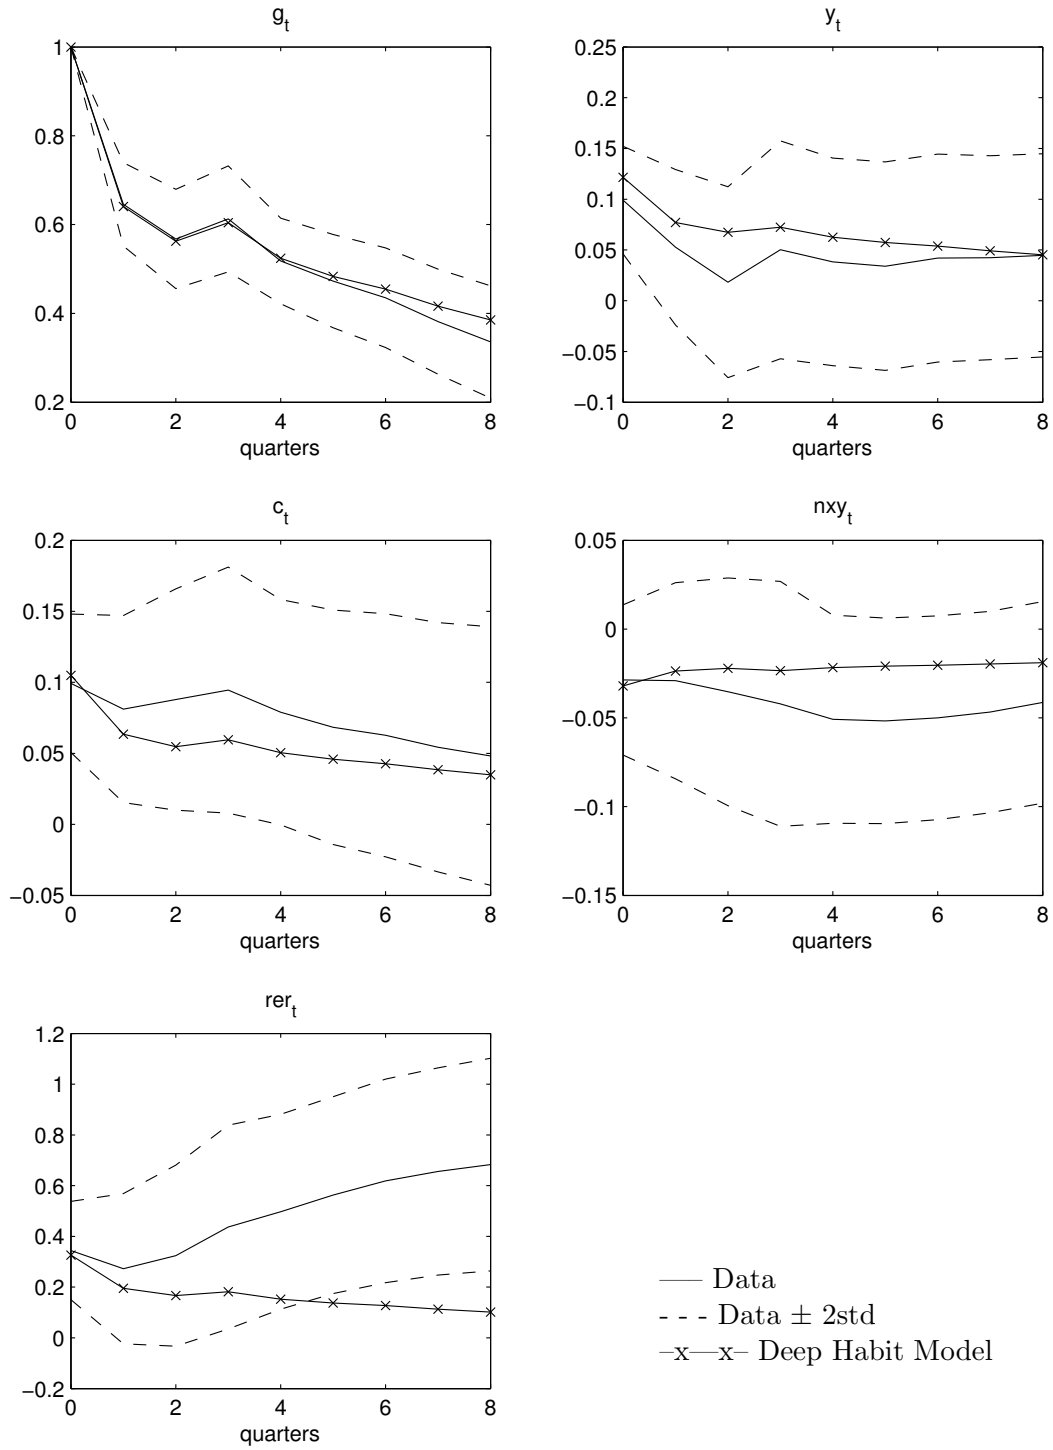 g_t
1
0.8
0.6
0.4
0.2
0 2 4 6 8
quarters
y_t
0.25
0.2
0.15
0.1
0.05
0
−0.05
−0.1
0 2 4 6 8
quarters
c_t
0.2
0.15
0.1
0.05
0
−0.05
0 2 4 6 8
quarters
nxy_t
0.05
0
−0.05
−0.1
−0.15
0 2 4 6 8
quarters
rer_t
1.2
1
0.8
0.6
0.4
0.2
0
−0.2
0 2 4 6 8
quarters
Data
Data ± 2std
–x—x– Deep Habit Model